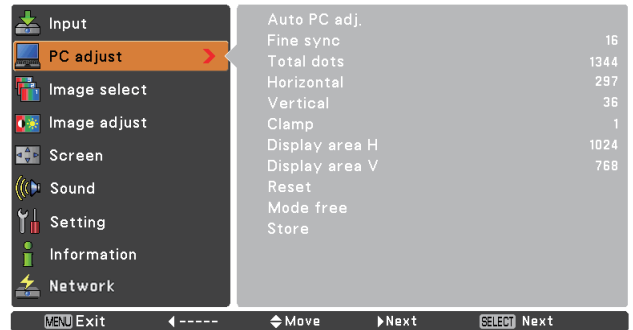 Input
PC adjust
Image select
Image adjust
Screen
Sound
Setting
Information
Network
Auto PC adj.
Fine sync 16
Total dots 1344
Horizontal 297
Vertical 36
Clamp 1
Display area H 1024
Display area V 768
Reset
Mode free
Store
MENU Exit ----- Move Next SELECT Next